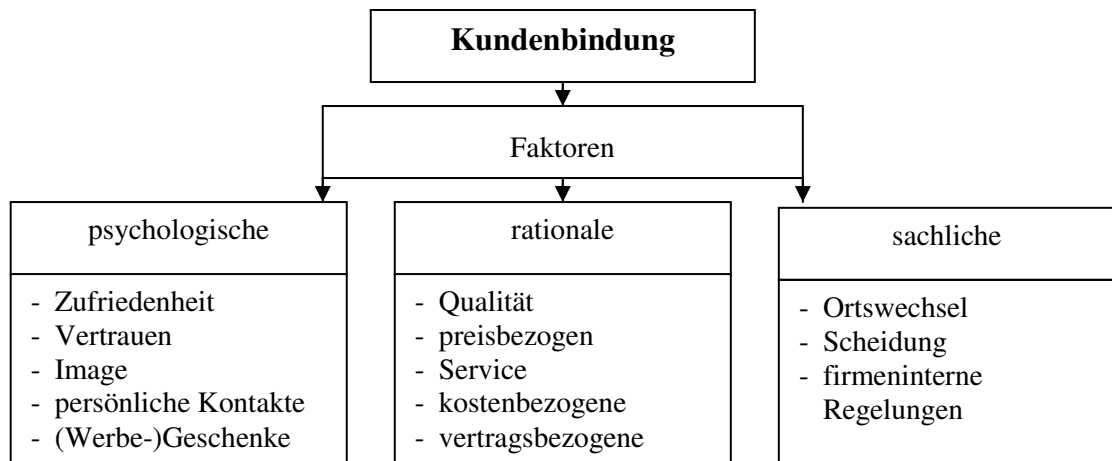 Kundenbindung
Faktoren
psychologische
- Zufriedenheit
- Vertrauen
- Image
- persönliche Kontakte
- (Werbe-)Geschenke
rationale
- Qualität
- preisbezogen
- Service
- kostenbezogene
- vertragsbezogene
sachliche
- Ortswechsel
- Scheidung
- firmeninterne
Regelungen